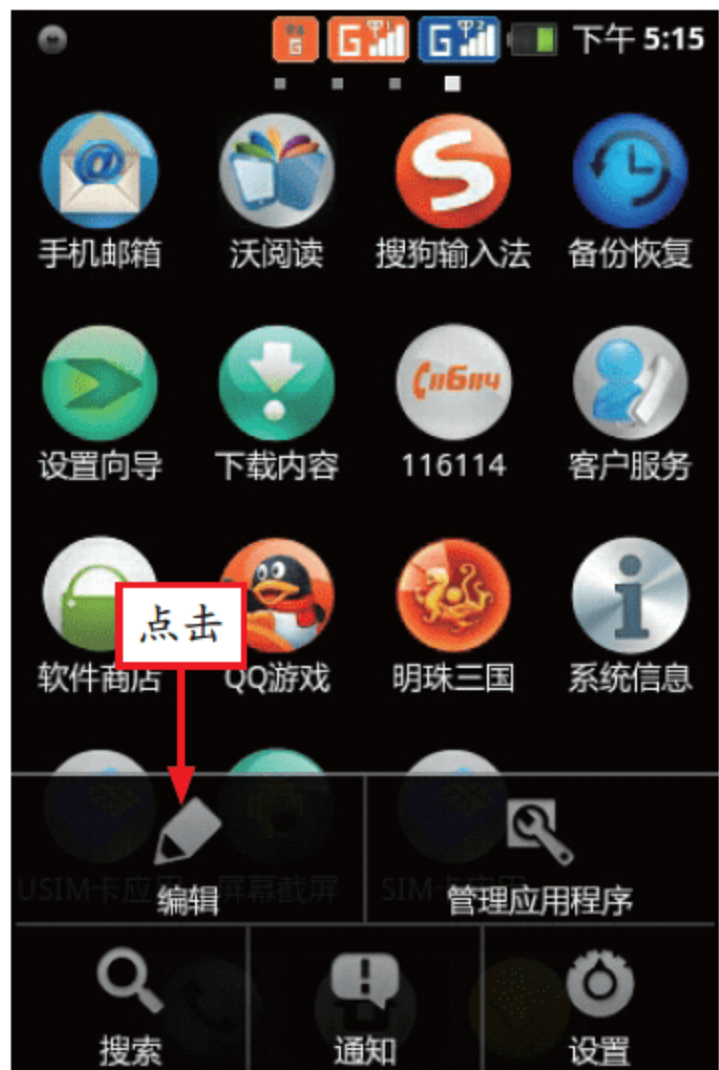 G G 1 G 2 下午 5:15
手机邮箱 沃阅读 搜狗输入法 备份恢复
116114
设置向导 下载内容 116114 客户服务
点击
软件商店 QQ游戏 明珠三国 系统信息
USIM卡应用 屏幕截屏 SIM卡应用
编辑 管理应用程序
搜索 通知 设置